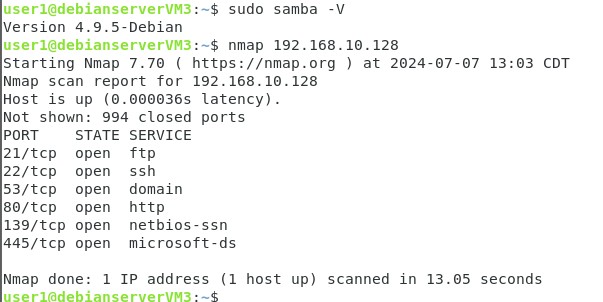 user1@debianserverVM3:~$ sudo samba -V
Version 4.9.5-Debian
user1@debianserverVM3:~$ nmap 192.168.10.128
Starting Nmap 7.70 ( https://nmap.org ) at 2024-07-07 13:03 CDT
Nmap scan report for 192.168.10.128
Host is up (0.000036s latency).
Not shown: 994 closed ports
PORT    STATE SERVICE
21/tcp  open  ftp
22/tcp  open  ssh
53/tcp  open  domain
80/tcp  open  http
139/tcp open  netbios-ssn
445/tcp open  microsoft-ds

Nmap done: 1 IP address (1 host up) scanned in 13.05 seconds
user1@debianserverVM3:~$